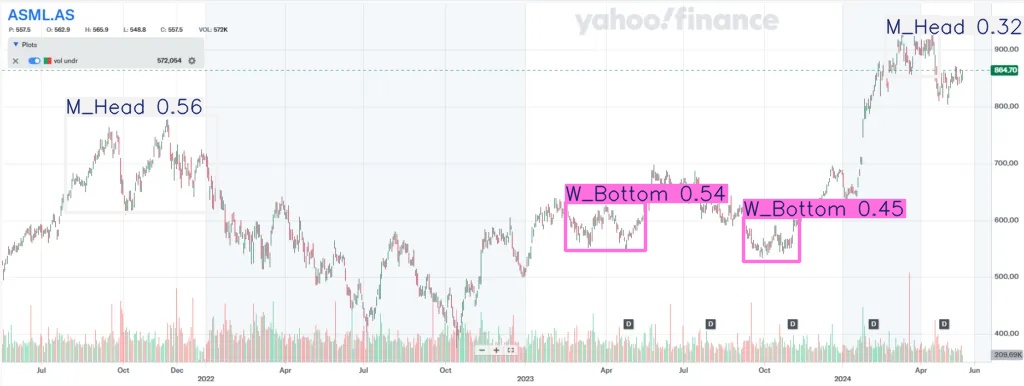 ASML.AS
P: 557.5 O: 562.9 H: 565.9 L: 548.8 C: 557.5 VOL: 572K
yahoo!finance
Plots
vol undr 572,054
M_Head 0.32
900.00
864.70
M_Head 0.56
700.00
W_Bottom 0.54
W_Bottom 0.45
600.00
500.00
D D D D D
400.00
209.69K
Jul Oct Dec 2022 Apr Jul Oct 2023 Apr Jul Oct 2024 Apr Jun